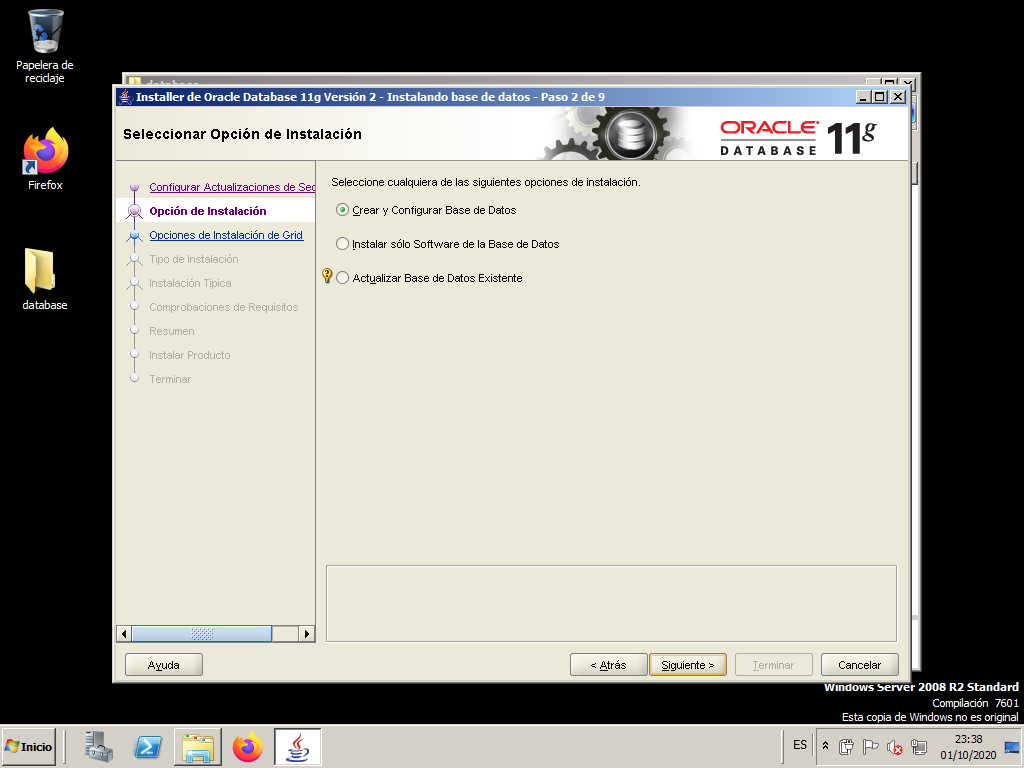 Papelera de
reciclaje
Firefox
database
database
Installer de Oracle Database 11g Versión 2 - Instalando base de datos - Paso 2 de 9
Seleccionar Opción de Instalación
ORACLE
DATABASE
11g
Configurar Actualizaciones de Sec
Opción de Instalación
Opciones de Instalación de Grid
Tipo de Instalación
Instalación Típica
Comprobaciones de Requisitos
Resumen
Instalar Producto
Terminar
Seleccione cualquiera de las siguientes opciones de instalación.
Crear y Configurar Base de Datos
Instalar sólo Software de la Base de Datos
Actualizar Base de Datos Existente
Ayuda
< Atrás
Siguiente >
Terminar
Cancelar
Windows Server 2008 R2 Standard
Compilación 7601
Esta copia de Windows no es original
Inicio
ES
23:38
01/10/2020